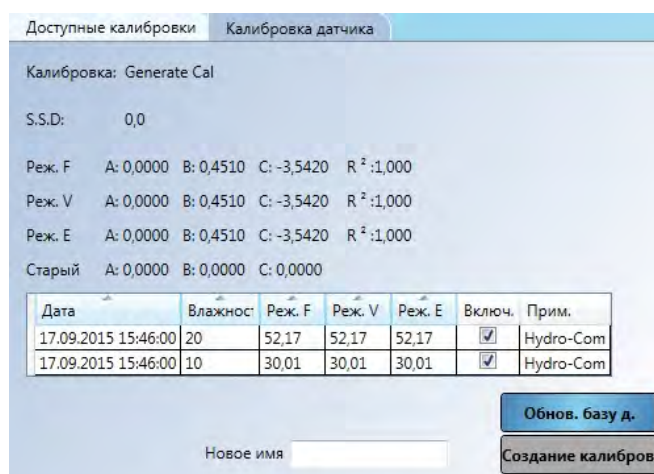 Доступные калибровки Калибровка датчика
Калибровка: Generate Cal
S.S.D: 0,0
Реж. F A: 0,0000 B: 0,4510 C: -3,5420 R ² :1,000
Реж. V A: 0,0000 B: 0,4510 C: -3,5420 R ² :1,000
Реж. E A: 0,0000 B: 0,4510 C: -3,5420 R ² :1,000
Старый A: 0,0000 B: 0,0000 C: 0,0000
Дата Влажнос Реж. F Реж. V Реж. E Включ. Прим.
17.09.2015 15:46:00 20 52,17 52,17 52,17 Hydro-Com
17.09.2015 15:46:00 10 30,01 30,01 30,01 Hydro-Com
Обнов. базу д.
Новое имя Создание калибров